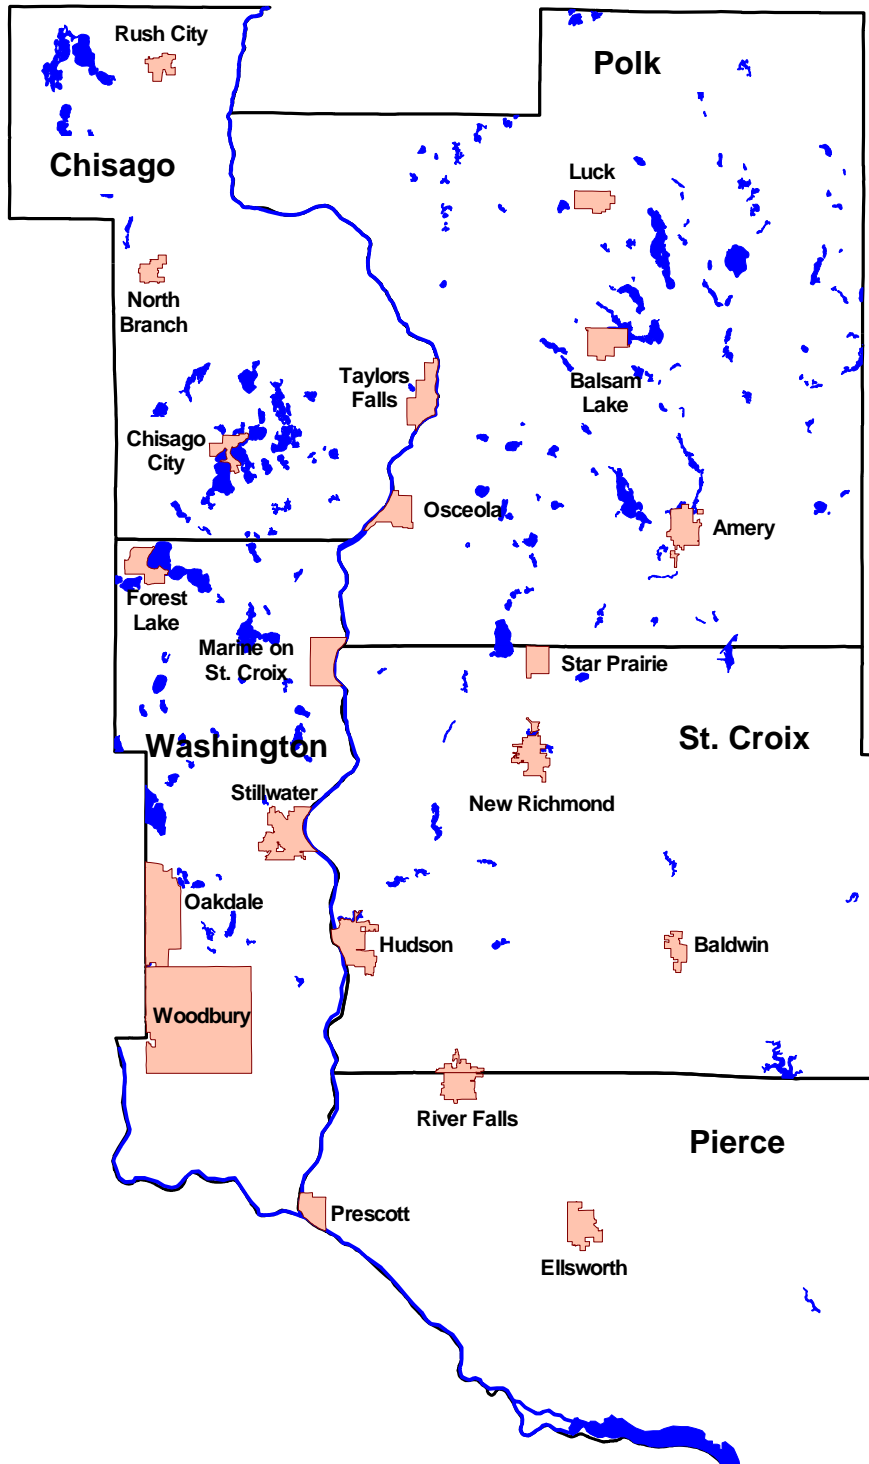 Rush City
Polk
Chisago
Luck
North
Branch
Taylors
Falls
Balsam
Lake
Chisago
City
Osceola
Amery
Forest
Lake
Marine on
St. Croix
Star Prairie
Washington
St. Croix
Stillwater
New Richmond
Oakdale
Hudson
Baldwin
Woodbury
River Falls
Pierce
Prescott
Ellsworth